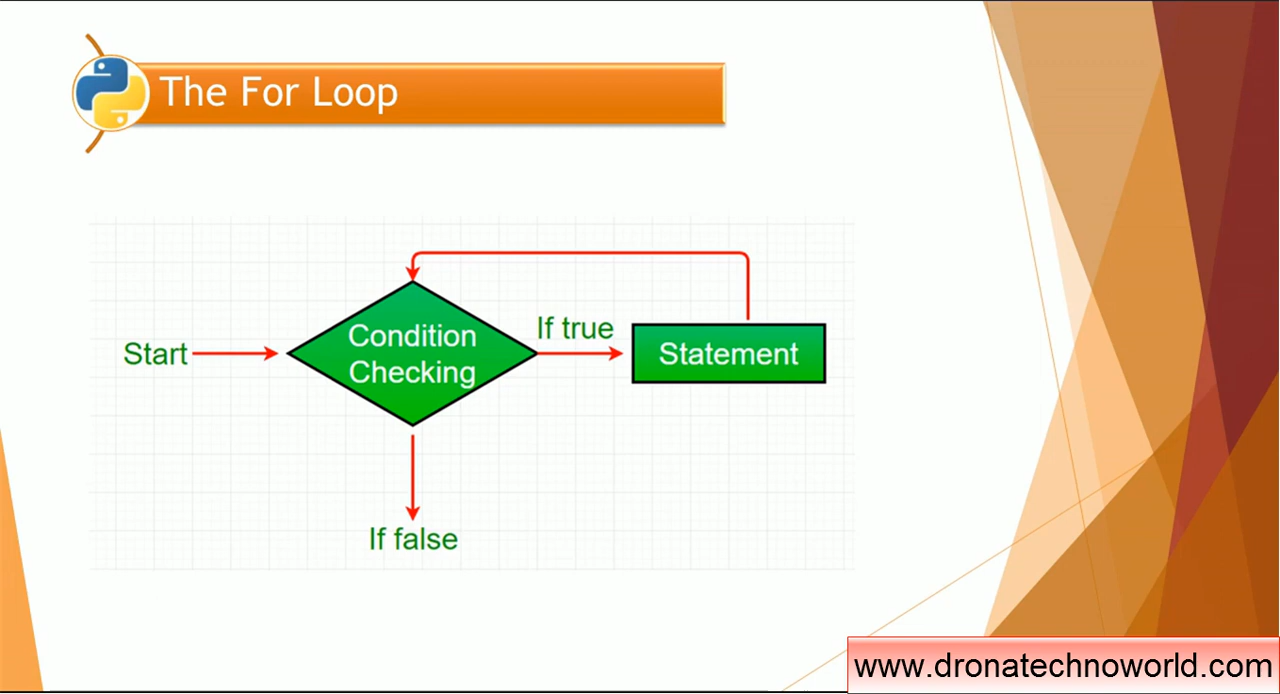 The For Loop
If true
Condition
Checking
Start
Statement
If false
www.dronatechnoworld.com